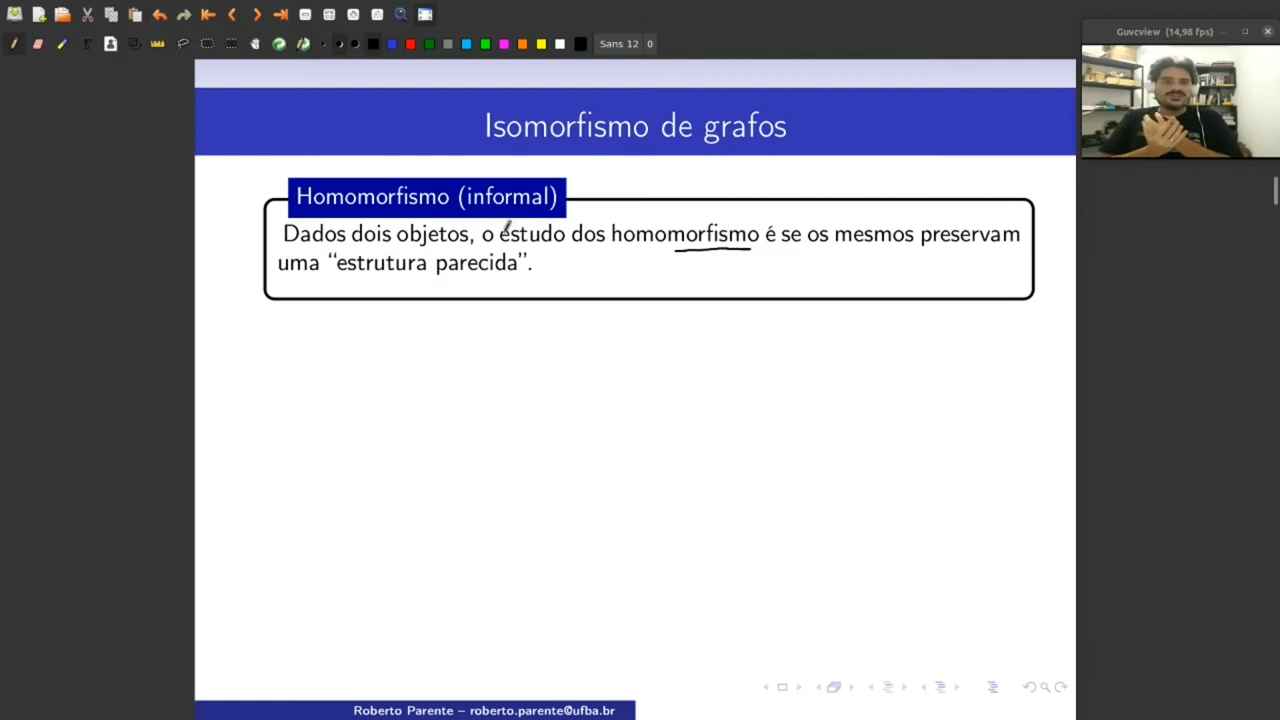 Sans 12 0
Guvcview (14,98 fps)
Isomorfismo de grafos
Homomorfismo (informal)
Dados dois objetos, o estudo dos homomorfismo é se os mesmos preservam
uma “estrutura parecida”.
Roberto Parente – roberto.parente@ufba.br